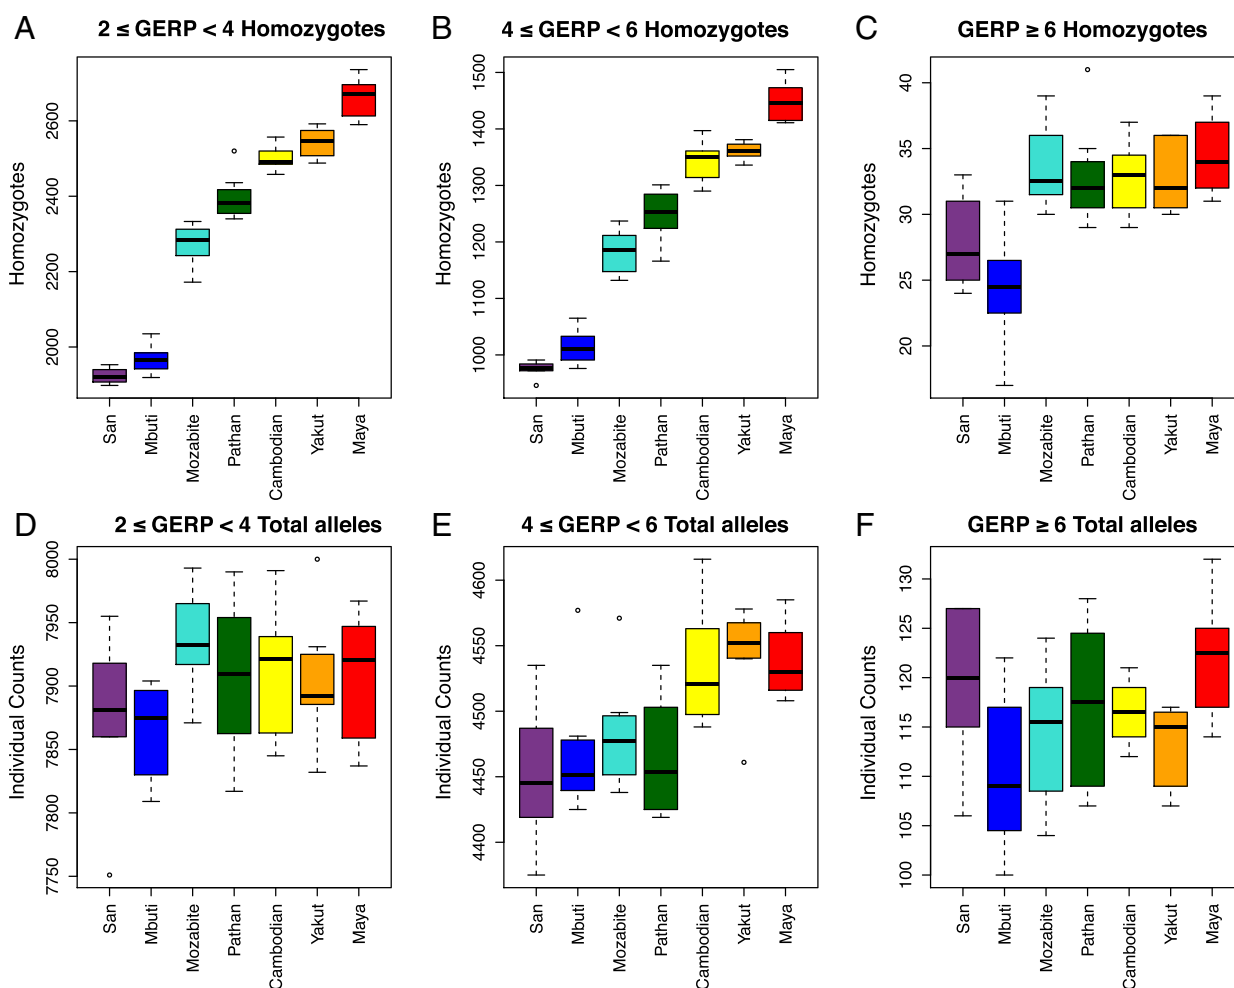 A 2 ≤ GERP < 4 Homozygotes
Homozygotes
2600
2400
2200
2000
San Mbuti Mozabite Pathan Cambodian Yakut Maya
B 4 ≤ GERP < 6 Homozygotes
Homozygotes
1500
1400
1300
1200
1100
1000
San Mbuti Mozabite Pathan Cambodian Yakut Maya
C GERP ≥ 6 Homozygotes
Homozygotes
40
35
30
25
20
San Mbuti Mozabite Pathan Cambodian Yakut Maya
D 2 ≤ GERP < 4 Total alleles
Individual Counts
8000
7950
7900
7850
7800
7750
San Mbuti Mozabite Pathan Cambodian Yakut Maya
E 4 ≤ GERP < 6 Total alleles
Individual Counts
4600
4550
4500
4450
4400
San Mbuti Mozabite Pathan Cambodian Yakut Maya
F GERP ≥ 6 Total alleles
Individual Counts
130
125
120
115
110
105
100
San Mbuti Mozabite Pathan Cambodian Yakut Maya